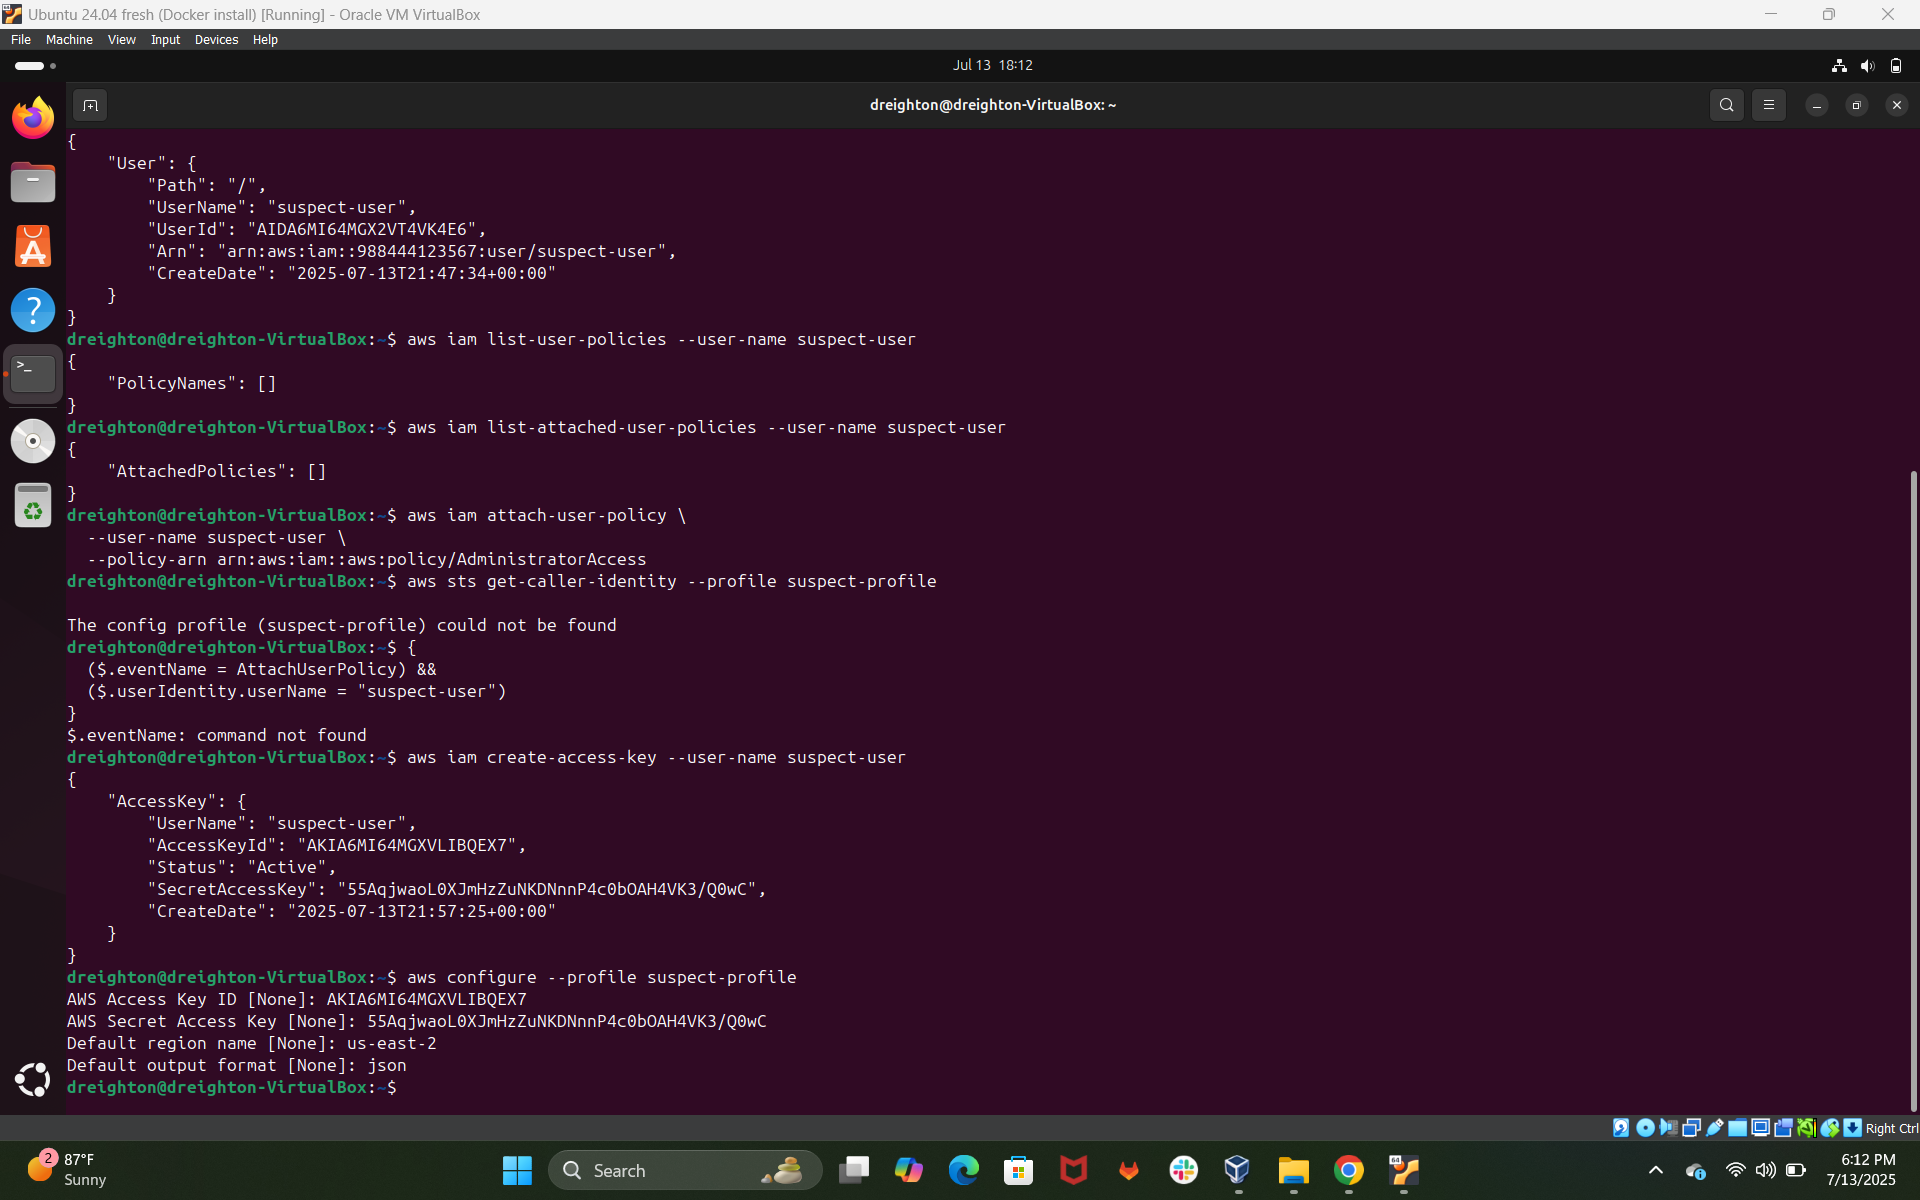 Ubuntu 24.04 fresh (Docker install) [Running] - Oracle VM VirtualBox
File Machine View Input Devices Help
Jul 13 18:12
dreighton@dreighton-VirtualBox: ~
{
    "User": {
        "Path": "/",
        "UserName": "suspect-user",
        "UserId": "AIDA6MI64MGX2VT4VK4E6",
        "Arn": "arn:aws:iam::988444123567:user/suspect-user",
        "CreateDate": "2025-07-13T21:47:34+00:00"
    }
}
dreighton@dreighton-VirtualBox:~$ aws iam list-user-policies --user-name suspect-user
{
    "PolicyNames": []
}
dreighton@dreighton-VirtualBox:~$ aws iam list-attached-user-policies --user-name suspect-user
{
    "AttachedPolicies": []
}
dreighton@dreighton-VirtualBox:~$ aws iam attach-user-policy \
  --user-name suspect-user \
  --policy-arn arn:aws:iam::aws:policy/AdministratorAccess
dreighton@dreighton-VirtualBox:~$ aws sts get-caller-identity --profile suspect-profile
The config profile (suspect-profile) could not be found
dreighton@dreighton-VirtualBox:~$ {
  ($.eventName = AttachUserPolicy) &&
  ($.userIdentity.userName = "suspect-user")
}
$.eventName: command not found
dreighton@dreighton-VirtualBox:~$ aws iam create-access-key --user-name suspect-user
{
    "AccessKey": {
        "UserName": "suspect-user",
        "AccessKeyId": "AKIA6MI64MGXVLIBQEX7",
        "Status": "Active",
        "SecretAccessKey": "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",
        "CreateDate": "2025-07-13T21:57:25+00:00"
    }
}
dreighton@dreighton-VirtualBox:~$ aws configure --profile suspect-profile
AWS Access Key ID [None]: AKIA6MI64MGXVLIBQEX7
AWS Secret Access Key [None]: 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
Default region name [None]: us-east-2
Default output format [None]: json
dreighton@dreighton-VirtualBox:~$
Right Ctrl
2
87°F
Sunny
Search
6:12 PM
7/13/2025